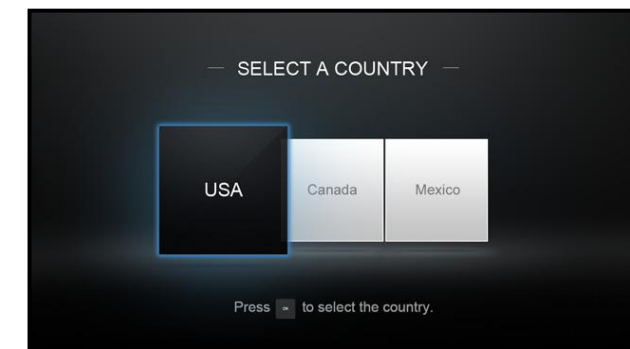 SELECT A COUNTRY
USA Canada Mexico
Press to select the country.